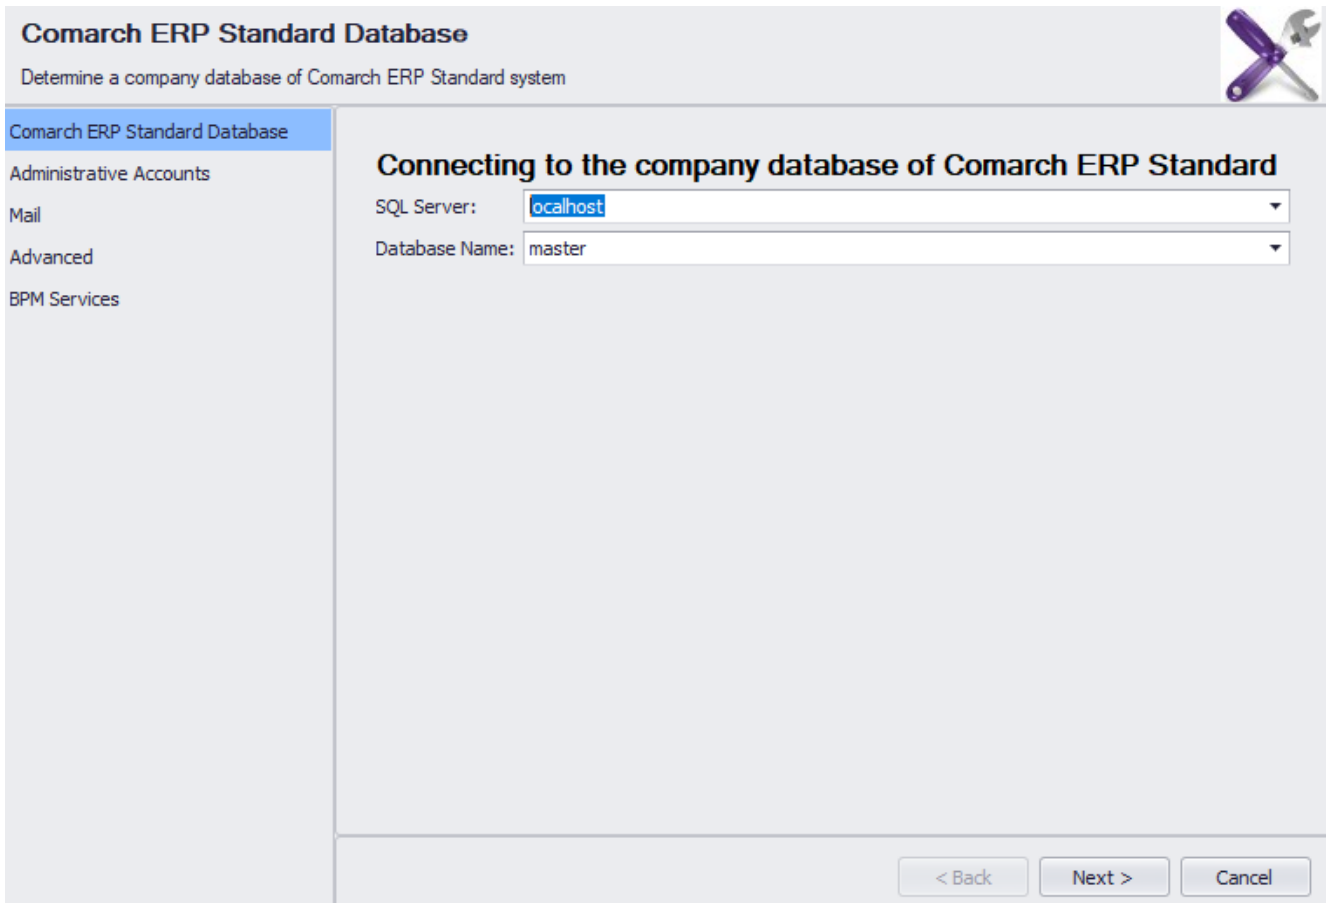 Comarch ERP Standard Database
Determine a company database of Comarch ERP Standard system
Comarch ERP Standard Database
Administrative Accounts
Mail
Advanced
BPM Services
Connecting to the company database of Comarch ERP Standard
SQL Server: localhost
Database Name: master
< Back Next > Cancel